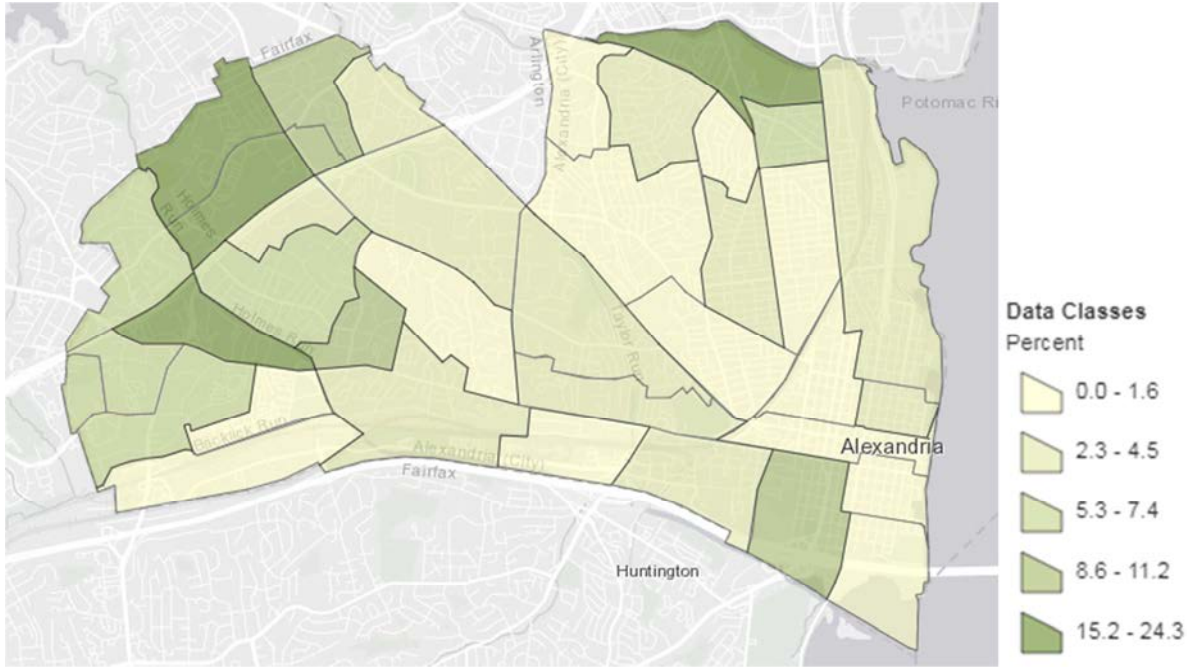 Fairfax
Arlington
Alexandria (City)
Potomac Ri
Holmes
Run
Holmes Run
Taylor Run
Backlick Run
Alexandria (City)
Fairfax
Alexandria
Huntington
Data Classes
Percent
0.0 - 1.6
2.3 - 4.5
5.3 - 7.4
8.6 - 11.2
15.2 - 24.3